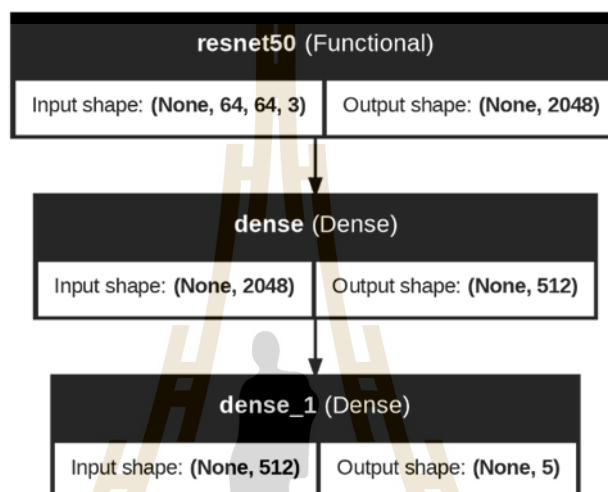 resnet50 (Functional)
Input shape: (None, 64, 64, 3) Output shape: (None, 2048)
dense (Dense)
Input shape: (None, 2048) Output shape: (None, 512)
dense_1 (Dense)
Input shape: (None, 512) Output shape: (None, 5)